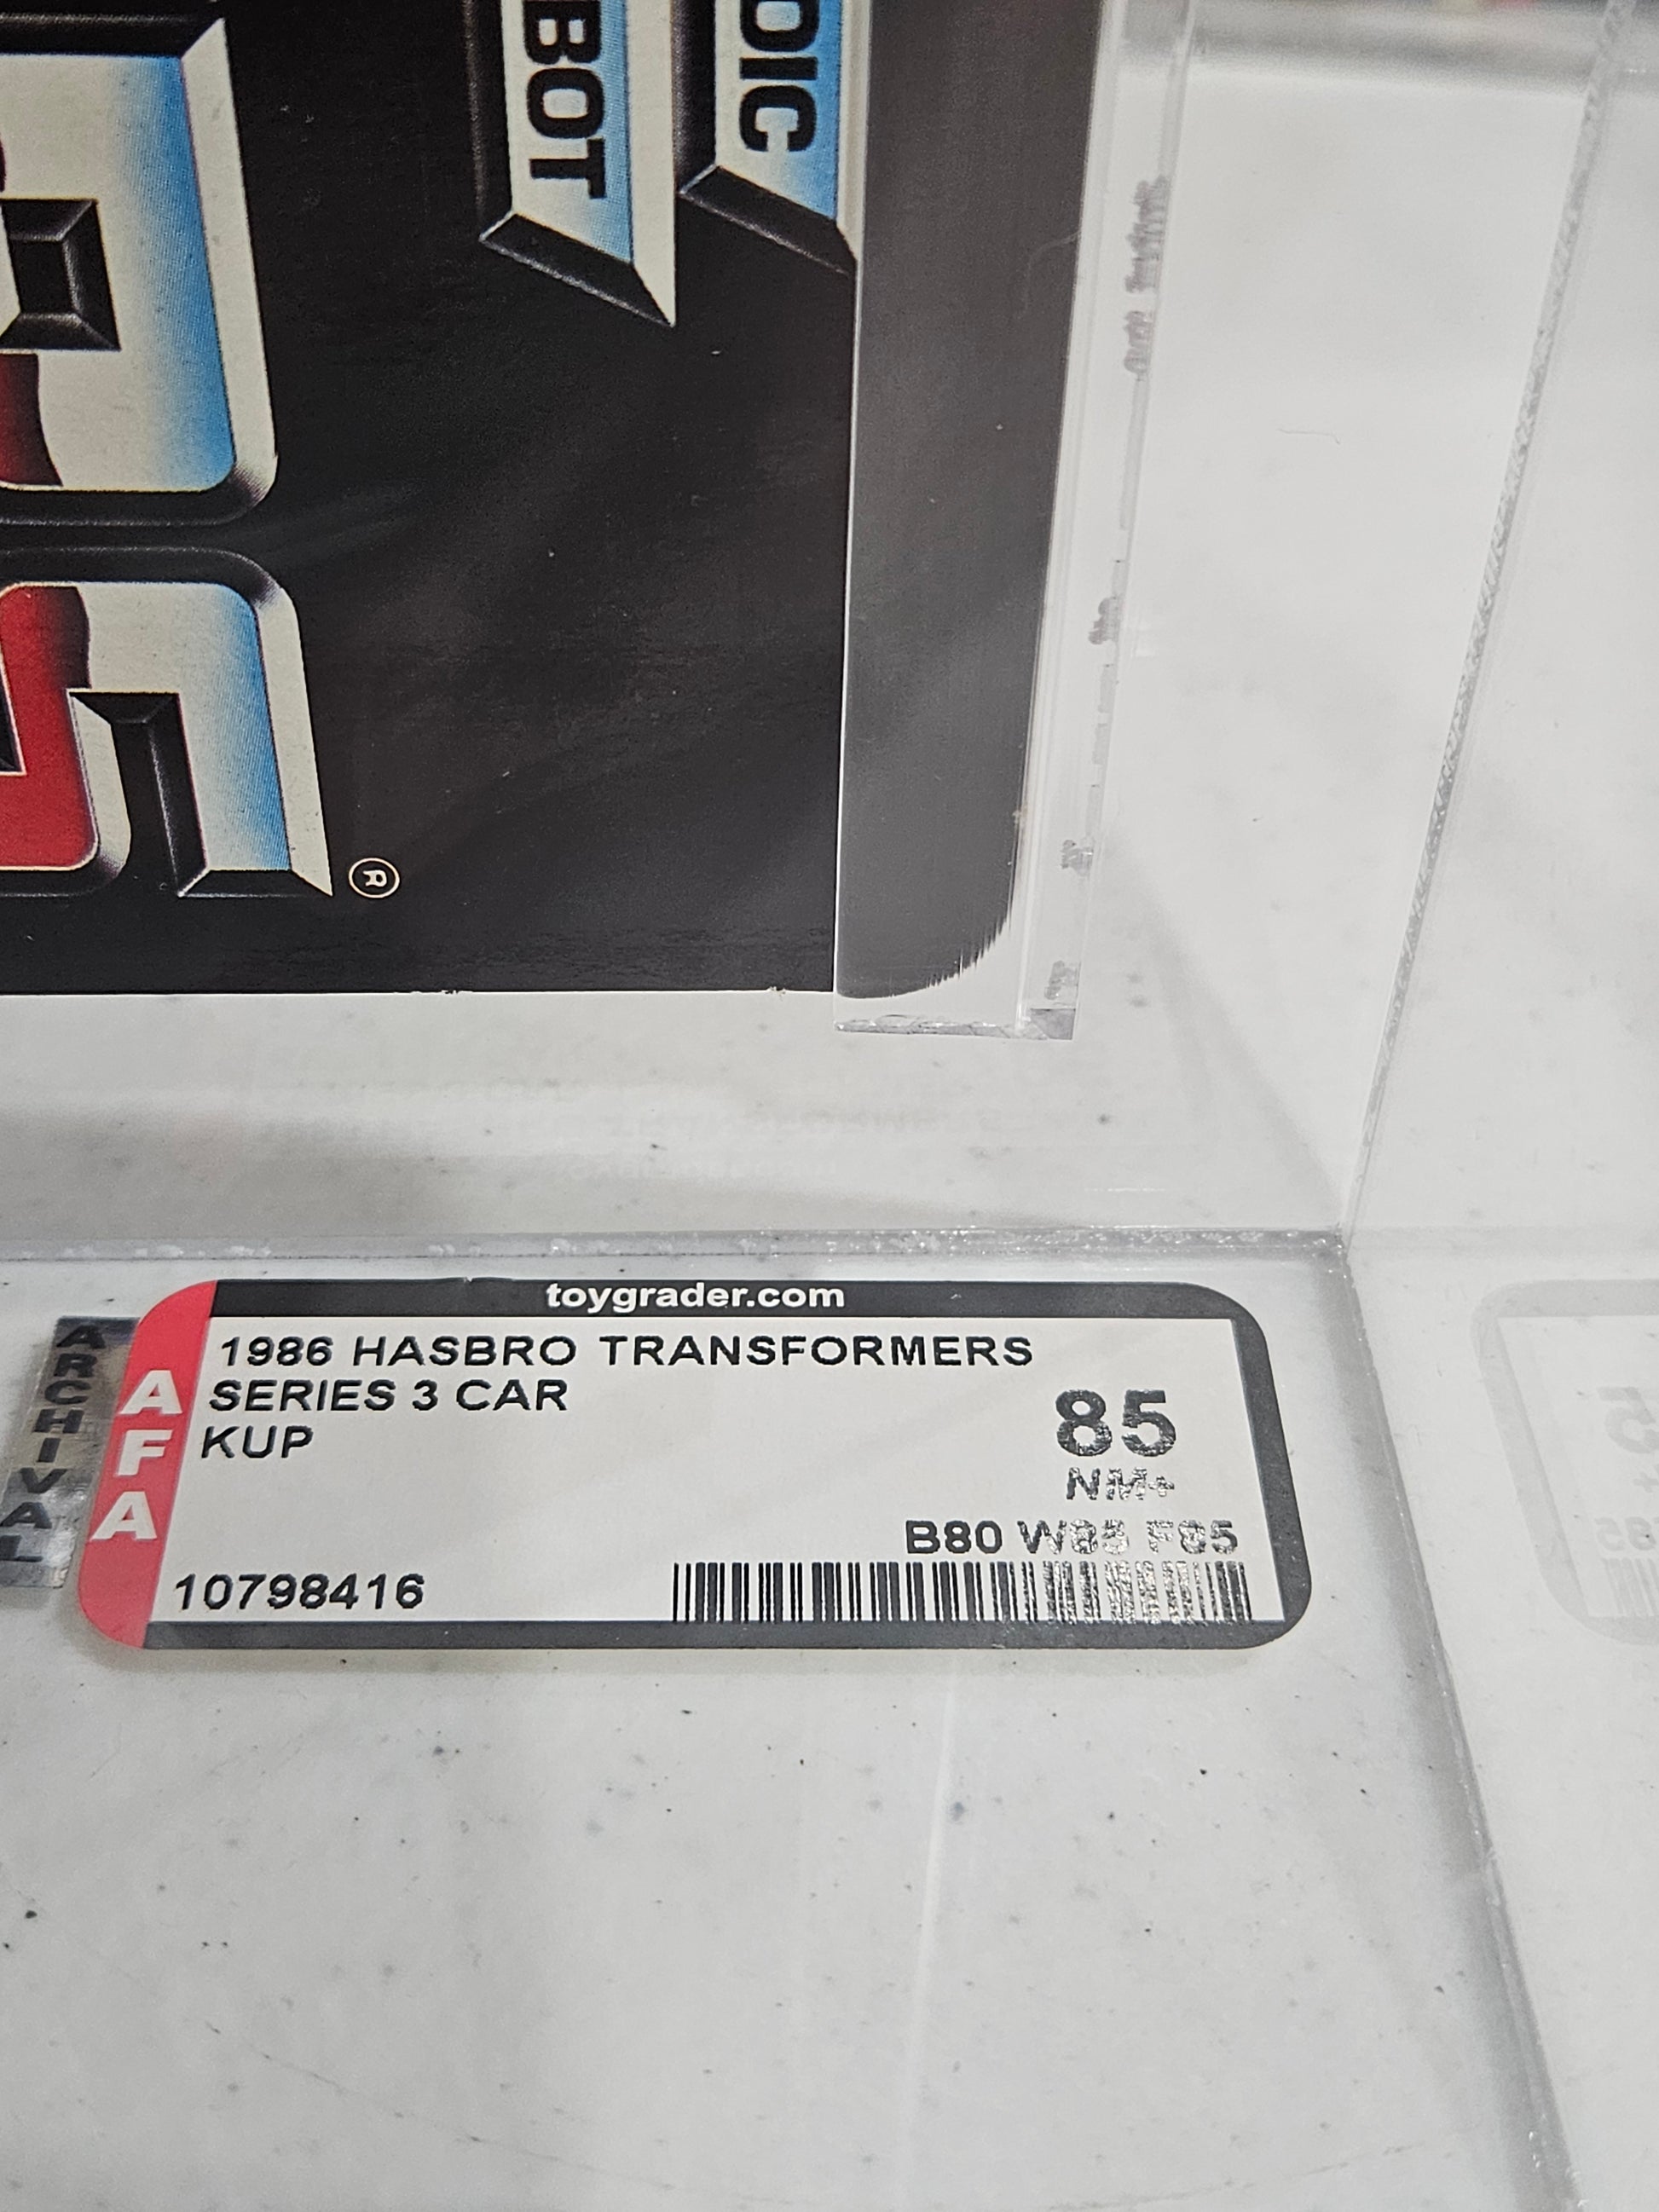 BOT
DIC
®
toygrader.com
ARCHIVAL
AFA
1986 HASBRO TRANSFORMERS
SERIES 3 CAR
KUP
85
NM+
B80 W85 F85
10798416